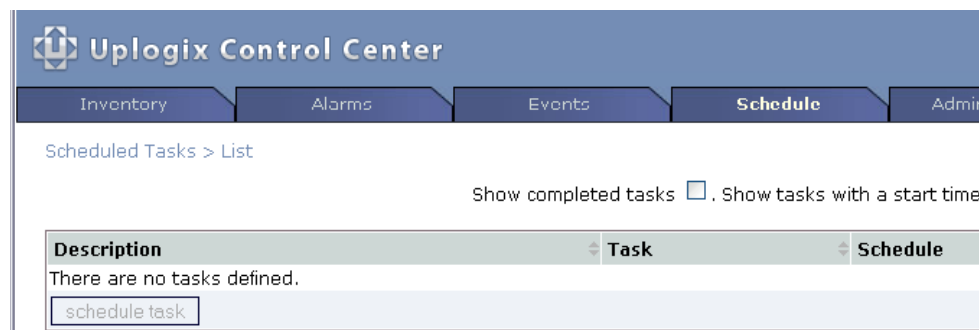 Uplogix Control Center
Inventory Alarms Events Schedule Admin
Scheduled Tasks > List
Show completed tasks . Show tasks with a start time
Description Task Schedule
There are no tasks defined.
schedule task